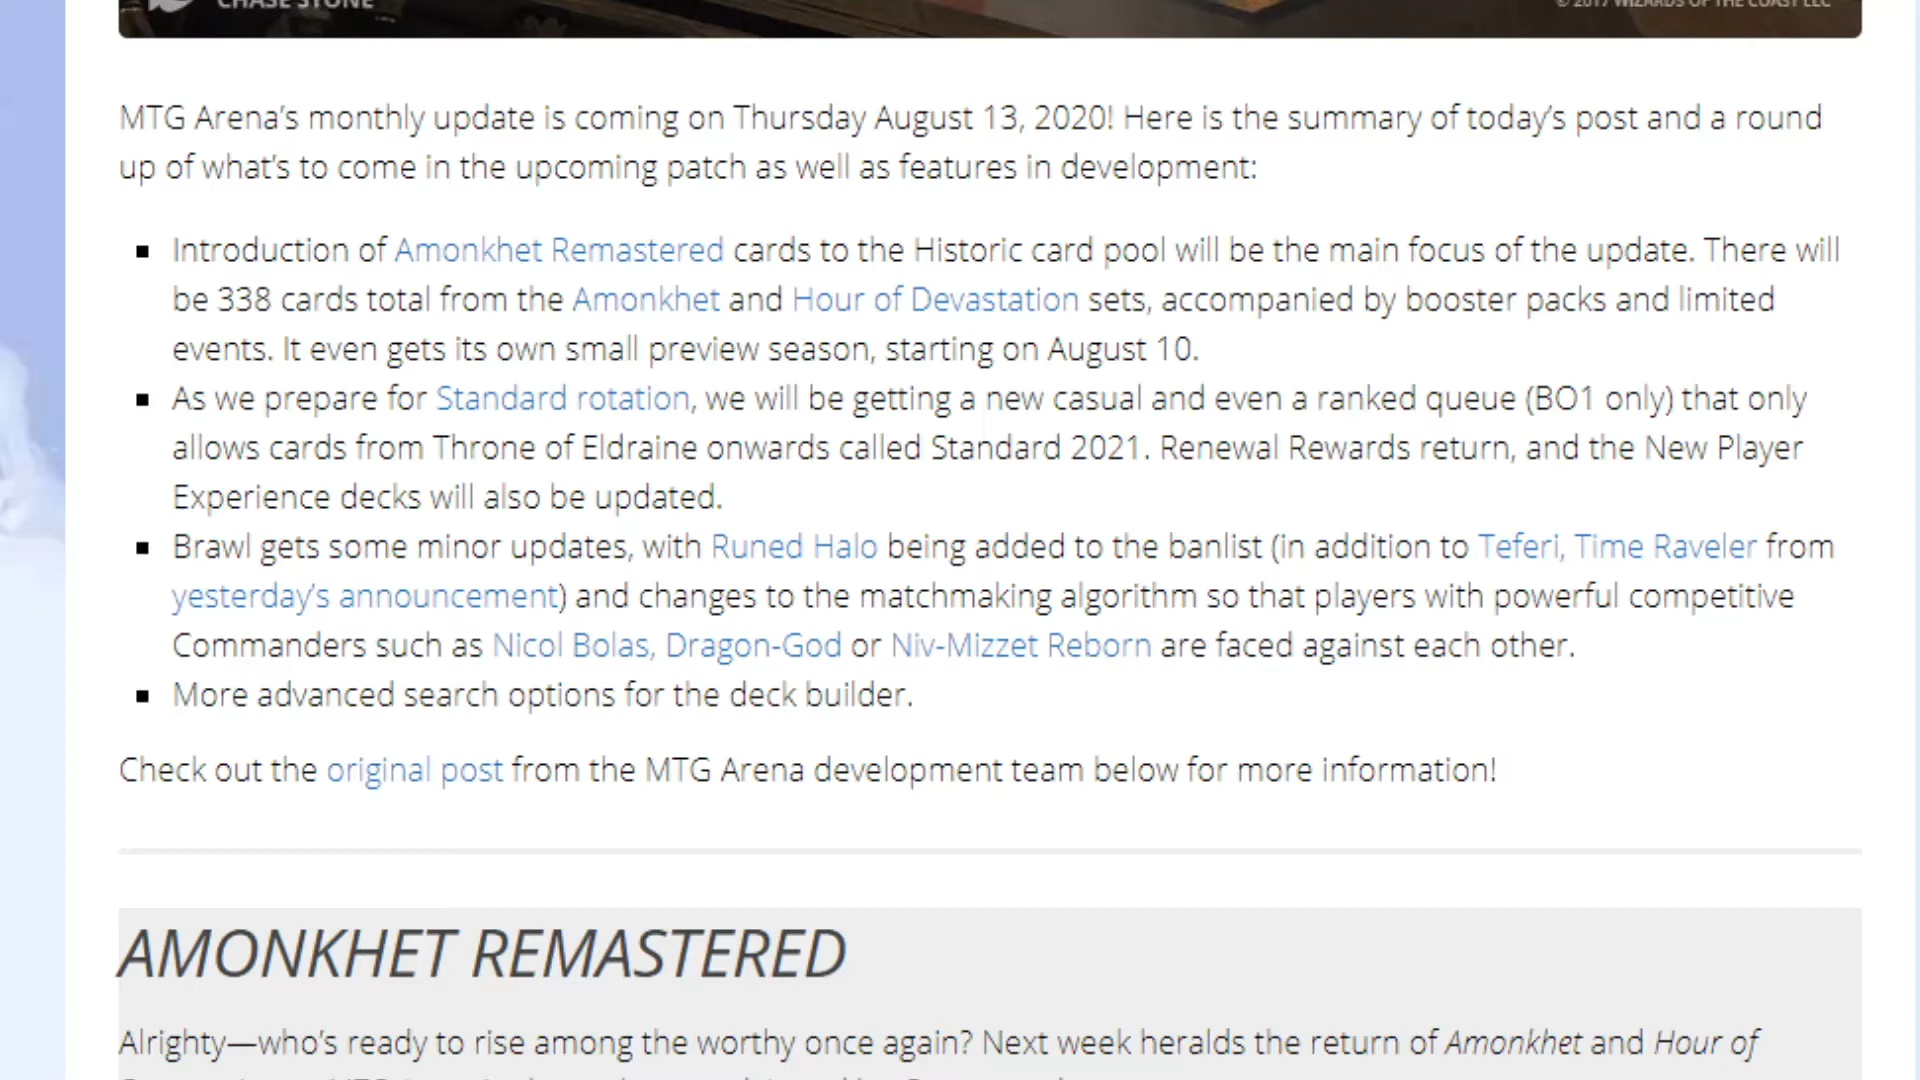 CHASE STONE
© 2017 WIZARDS OF THE COAST LLC
MTG Arena’s monthly update is coming on Thursday August 13, 2020! Here is the summary of today’s post and a round
up of what’s to come in the upcoming patch as well as features in development:
Introduction of Amonkhet Remastered cards to the Historic card pool will be the main focus of the update. There will
be 338 cards total from the Amonkhet and Hour of Devastation sets, accompanied by booster packs and limited
events. It even gets its own small preview season, starting on August 10.
As we prepare for Standard rotation, we will be getting a new casual and even a ranked queue (BO1 only) that only
allows cards from Throne of Eldraine onwards called Standard 2021. Renewal Rewards return, and the New Player
Experience decks will also be updated.
Brawl gets some minor updates, with Runed Halo being added to the banlist (in addition to Teferi, Time Raveler from
yesterday’s announcement) and changes to the matchmaking algorithm so that players with powerful competitive
Commanders such as Nicol Bolas, Dragon-God or Niv-Mizzet Reborn are faced against each other.
More advanced search options for the deck builder.
Check out the original post from the MTG Arena development team below for more information!
AMONKHET REMASTERED
Alrighty—who’s ready to rise among the worthy once again? Next week heralds the return of Amonkhet and Hour of